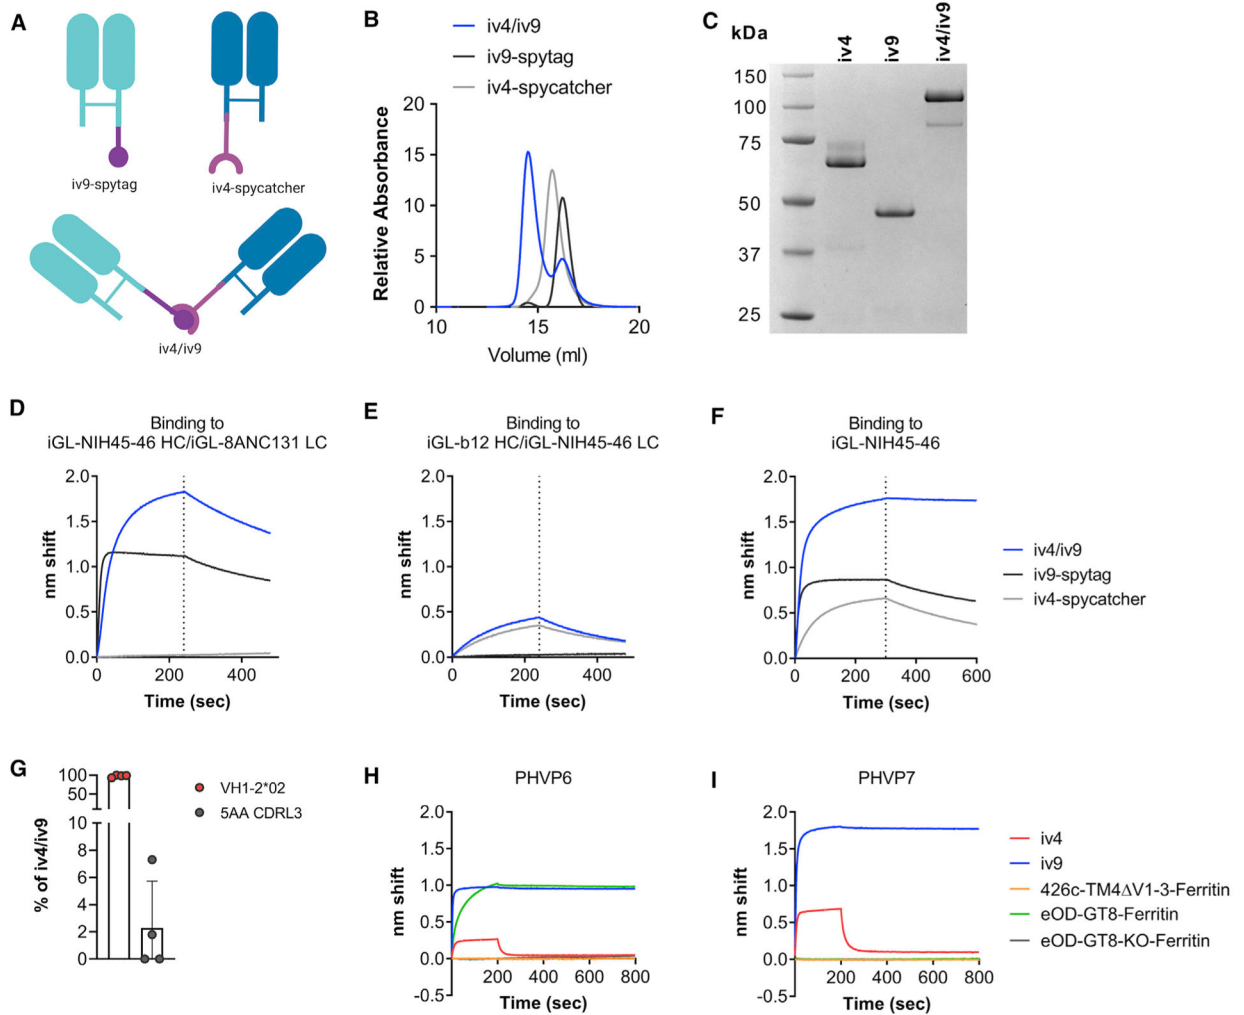 A
iv9-spytag
iv4-spycatcher
iv4/iv9
B
iv4/iv9
iv9-spytag
iv4-spycatcher
Relative Absorbance
20
15
10
5
0
10
15
20
Volume (ml)
C
kDa
iv4
iv9
iv4/iv9
150
100
75
50
37
25
D
Binding to
iGL-NIH45-46 HC/iGL-8ANC131 LC
nm shift
2.0
1.5
1.0
0.5
0.0
0
200
400
Time (sec)
E
Binding to
iGL-b12 HC/iGL-NIH45-46 LC
nm shift
2.0
1.5
1.0
0.5
0.0
0
200
400
Time (sec)
F
Binding to
iGL-NIH45-46
nm shift
2.0
1.5
1.0
0.5
0.0
0
200
400
600
Time (sec)
iv4/iv9
iv9-spytag
iv4-spycatcher
G
% of iv4/iv9
100
50
10
8
6
4
2
0
VH1-2*02
5AA CDRL3
H
PHVP6
nm shift
2.0
1.5
1.0
0.5
0.0
-0.5
200
400
600
800
Time (sec)
I
PHVP7
nm shift
2.0
1.5
1.0
0.5
0.0
-0.5
200
400
600
800
Time (sec)
iv4
iv9
426c-TM4ΔV1-3-Ferritin
eOD-GT8-Ferritin
eOD-GT8-KO-Ferritin